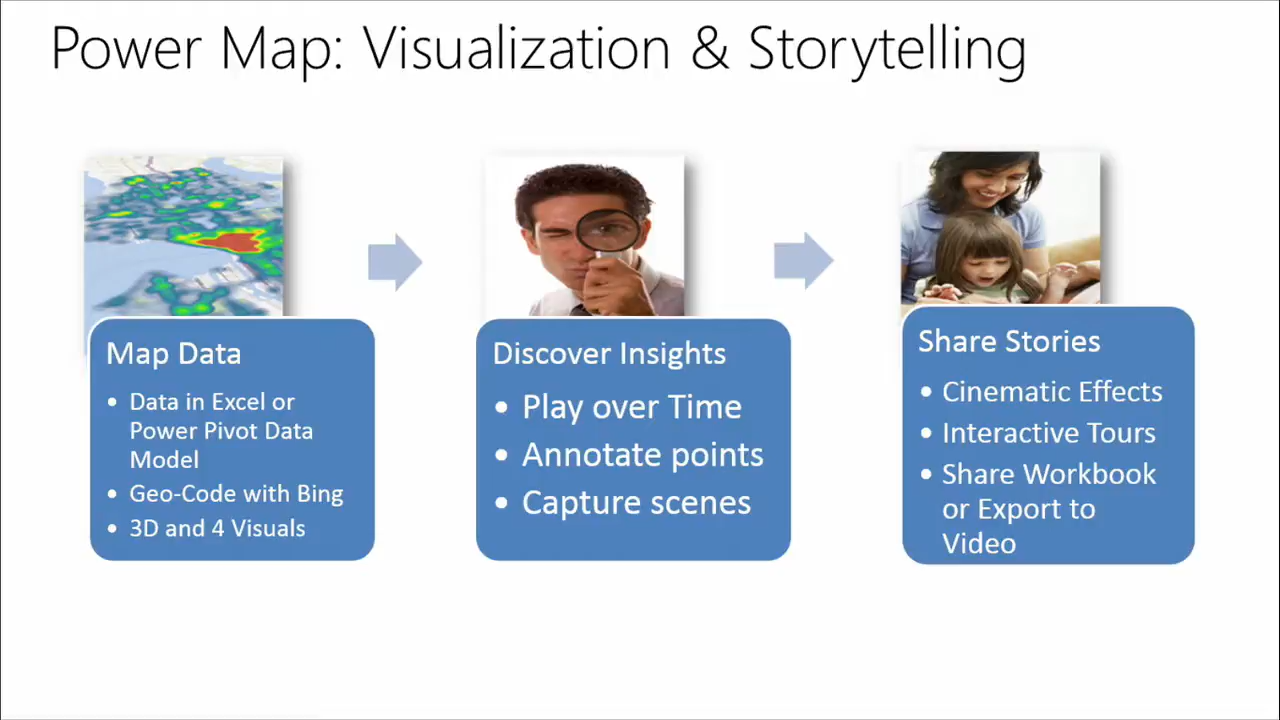 Power Map: Visualization & Storytelling
Map Data
• Data in Excel or
Power Pivot Data
Model
• Geo-Code with Bing
• 3D and 4 Visuals
Discover Insights
• Play over Time
• Annotate points
• Capture scenes
Share Stories
• Cinematic Effects
• Interactive Tours
• Share Workbook
or Export to
Video